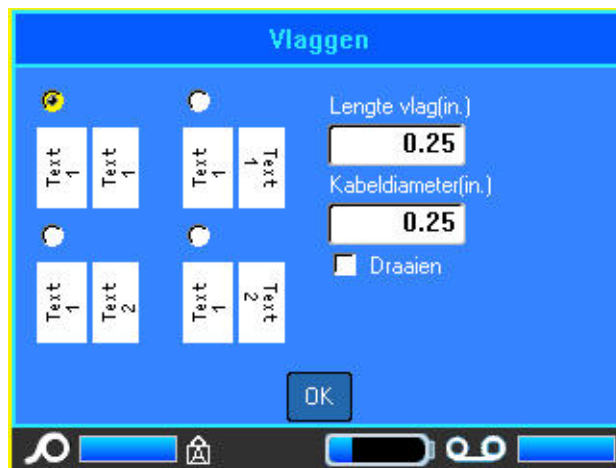 Vlaggen
Lengte vlag(in.)
0.25
Kabeldiameter(in.)
0.25
Draaien
Text 1
Text 1
Text 1
Text 1
Text 1
Text 2
Text 1
Text 2
OK
A